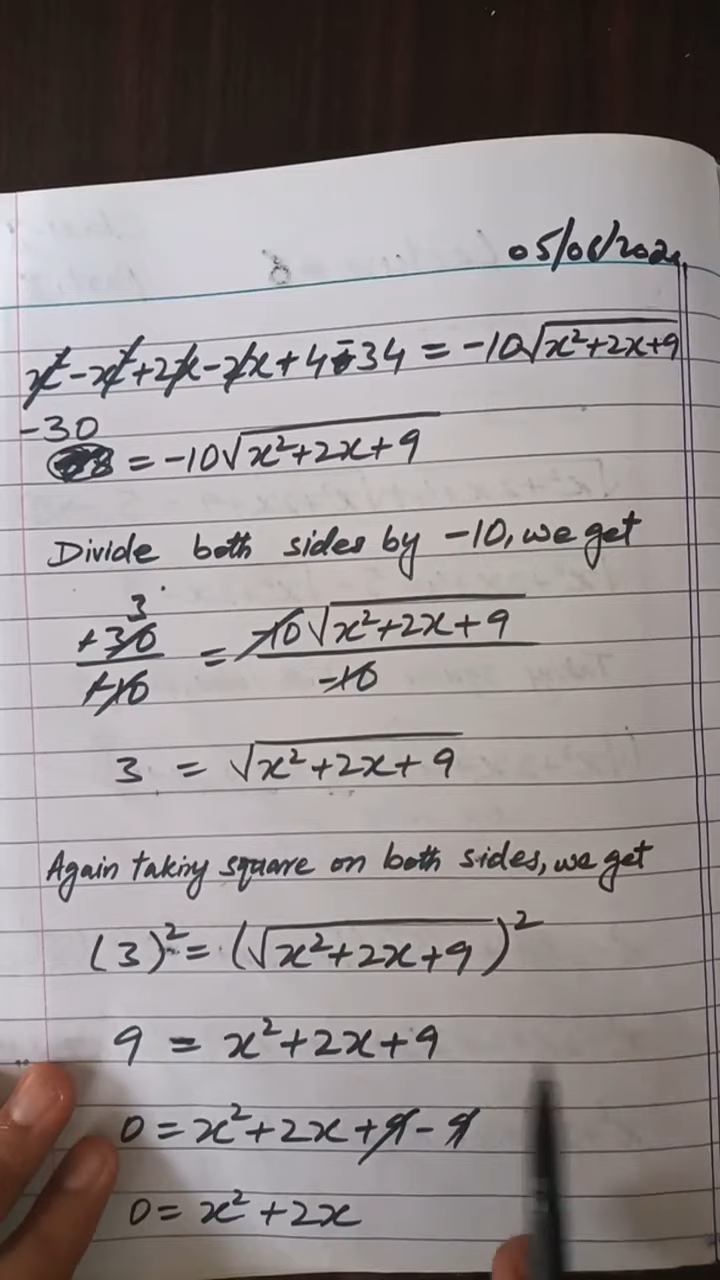 05/06/202
x² - x² + 2x - 2x + 4 - 34 = -10√x²+2x+9
-30
= -10√x²+2x+9
Divide both sides by -10, we get
3
+30/+10 = -10√x²+2x+9/-10
3 = √x²+2x+9
Again taking square on both sides, we get
(3)² = (√x²+2x+9)²
9 = x²+2x+9
0 = x²+2x+9-9
0 = x²+2x